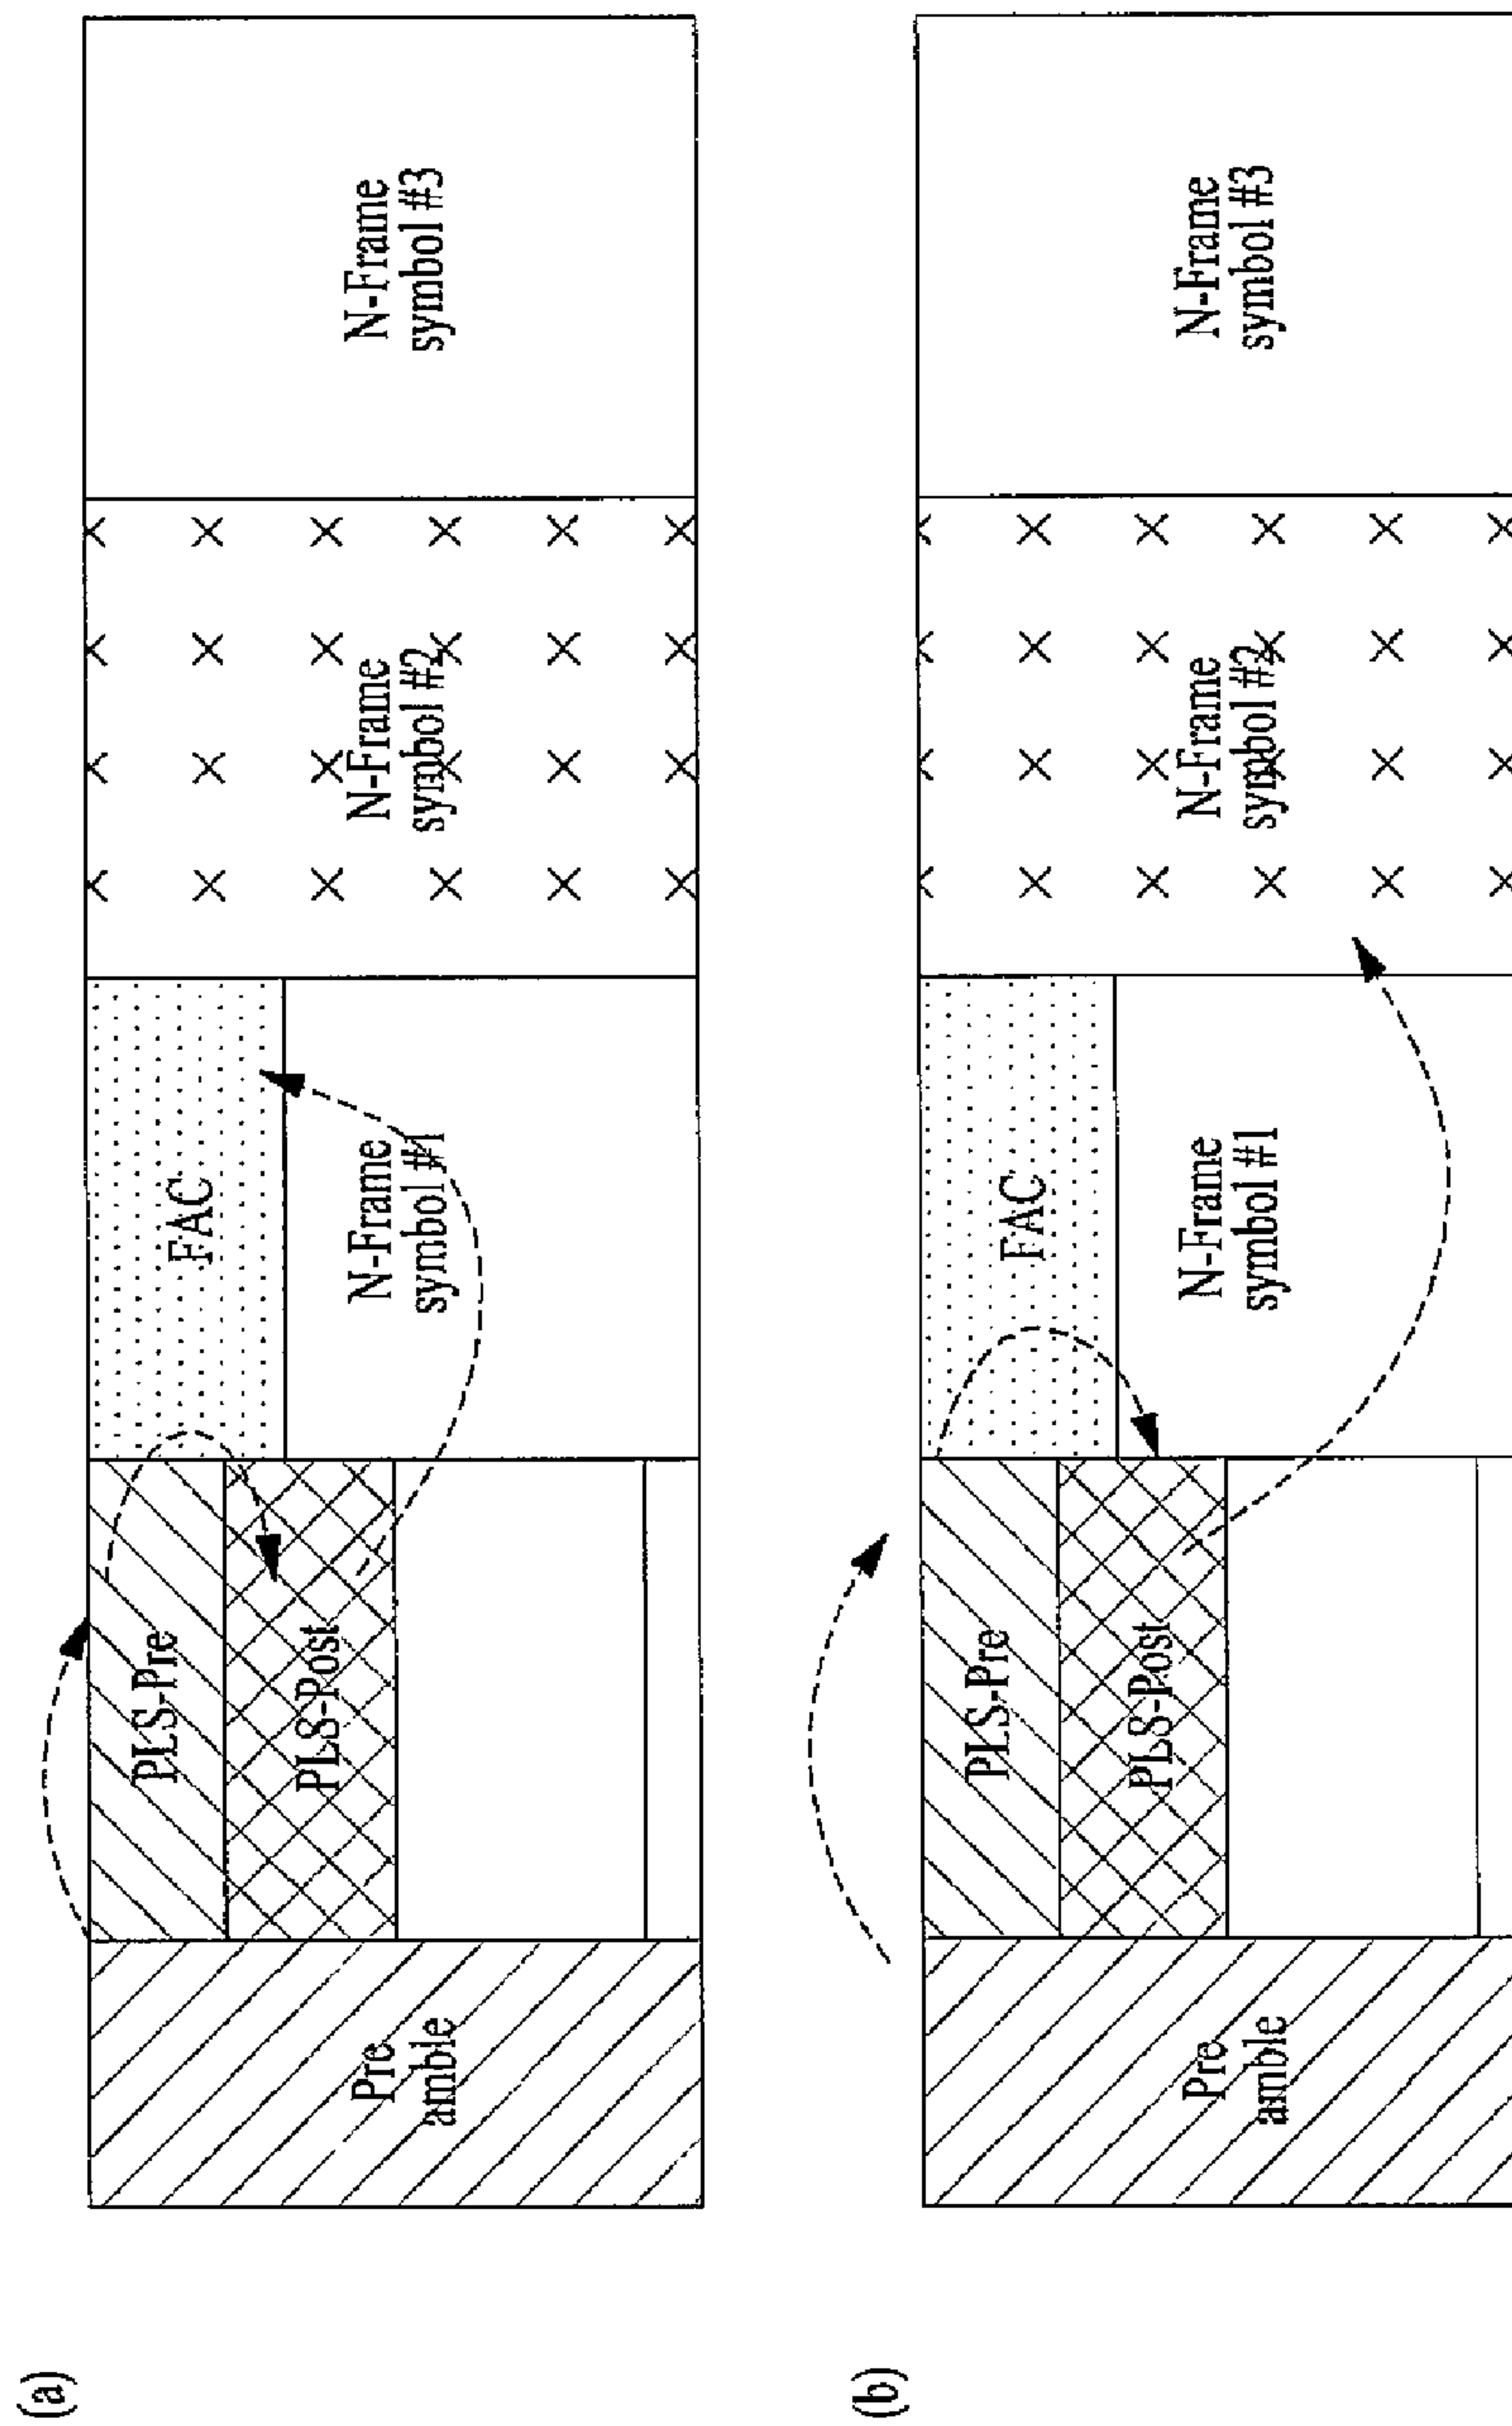 (a)
Pre
amble
PLS-Pre
PLS-Post
FAC
N-Frame
symbol #1
N-Frame
symbol #2
N-Frame
symbol #3
(b)
Pre
amble
PLS-Pre
PLS-Post
FAC
N-Frame
symbol #1
N-Frame
symbol #2
N-Frame
symbol #3